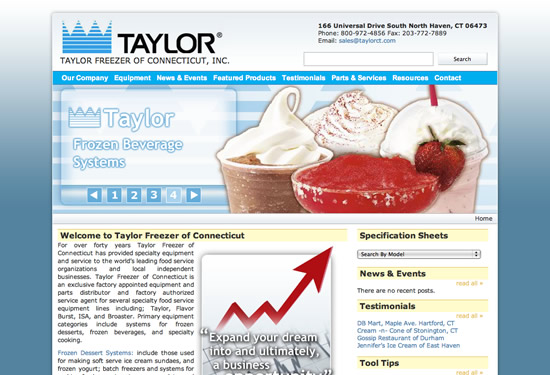 TAYLOR®
TAYLOR FREEZER OF CONNECTICUT, INC.
166 Universal Drive South North Haven, CT 06473
Phone: 800-972-4856 Fax: 203-772-7889
Email: sales@taylorct.com
Search
Our Company Equipment News & Events Featured Products Testimonials Parts & Services Resources Contact
Taylor
Frozen Beverage
Systems
1 2 3 4
Home
Welcome to Taylor Freezer of Connecticut
For over forty years Taylor Freezer of
Connecticut has provided specialty equipment
and service to the world's leading food service
organizations and local independent
businesses. Taylor Freezer of Connecticut is
an exclusive factory appointed equipment and
parts distributor and factory authorized
service agent for several specialty food service
equipment lines including; Taylor, Flavor
Burst, ISA, and Broaster. Primary equipment
categories include systems for frozen
desserts, frozen beverages, and specialty
cooking.
Frozen Dessert Systems: include those used
for making soft serve ice cream sundaes, and
frozen yogurt; batch freezers and systems for
“Expand your dream
into and ultimately,
a business
Specification Sheets
Search By Model
News & Events
read all »
There are no recent posts.
Testimonials
read all »
DB Mart, Maple Ave. Hartford, CT
Cream -n- Cone of Stonington, CT
Gossip Restaurant of Durham
Jennifer's Ice Cream of East Haven
Tool Tips
read all »